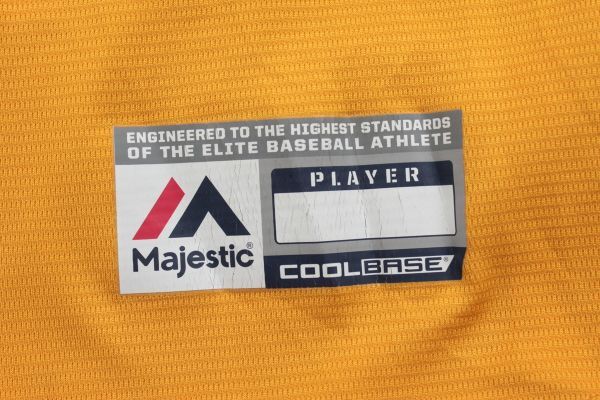 ENGINEERED TO THE HIGHEST STANDARDS
OF THE ELITE BASEBALL ATHLETE
PLAYER
Majestic®
COOLBASE®